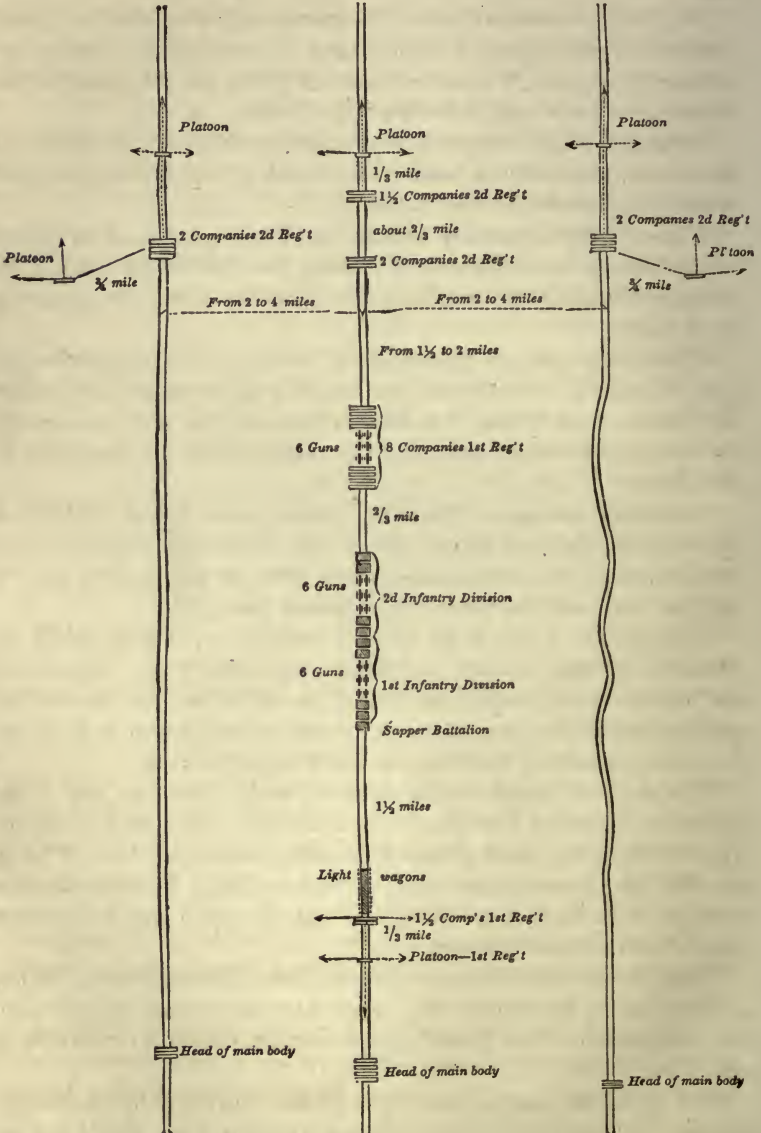 Platoon
Platoon
Platoon
1/3 mile
1½ Companies 2d Reg't
2 Companies 2d Reg't
about 2/3 mile
2 Companies 2d Reg't
Platoon
mile
2 Companies 2d Reg't
Pl toon
mile
From 2 to 4 miles
From 2 to 4 miles
From 1½ to 2 miles
6 Guns
8 Companies 1st Reg't
2/3 mile
6 Guns
2d Infantry Division
6 Guns
1st Infantry Division
Sapper Battalion
1½ miles
Light wagons
1½ Comp's 1st Reg't
1/3 mile
Platoon—1st Reg't
Head of main body
Head of main body
Head of main body